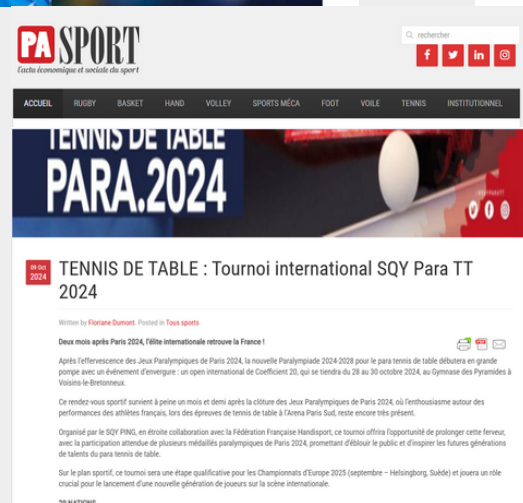 PA SPORT
l'actu économique et sociale du sport
rechercher
ACCUEIL RUGBY BASKET HAND VOLLEY SPORTS MÉCA FOOT VOILE TENNIS INSTITUTIONNEL
TENNIS DE TABLE
PARA.2024
09 Oct
2024
TENNIS DE TABLE : Tournoi international SQY Para TT
2024
Written by Floriane Dumont. Posted in Tous sports
Deux mois après Paris 2024, l'élite internationale retrouve la France !
Après l'effervescence des Jeux Paralympiques de Paris 2024, la nouvelle Paralympiade 2024-2028 pour le para tennis de table débutera en grande
pompe avec un événement d'envergure : un open international de Coefficient 20, qui se tiendra du 28 au 30 octobre 2024, au Gymnase des Pyramides à
Voisins-le-Bretonneux.
Ce rendez-vous sportif survient à peine un mois et demi après la clôture des Jeux Paralympiques de Paris 2024, où l'enthousiasme autour des
performances des athlètes français, lors des épreuves de tennis de table à l'Arena Paris Sud, reste encore très présent.
Organisé par le SQY PING, en étroite collaboration avec la Fédération Française Handisport, ce tournoi offrira l'opportunité de prolonger cette ferveur,
avec la participation attendue de plusieurs médaillés paralympiques de Paris 2024, promettant d'éblouir le public et d'inspirer les futures générations
de talents du para tennis de table.
Sur le plan sportif, ce tournoi sera une étape qualificative pour les Championnats d'Europe 2025 (septembre – Helsingborg, Suède) et jouera un rôle
crucial pour le lancement d'une nouvelle génération de joueurs sur la scène internationale.